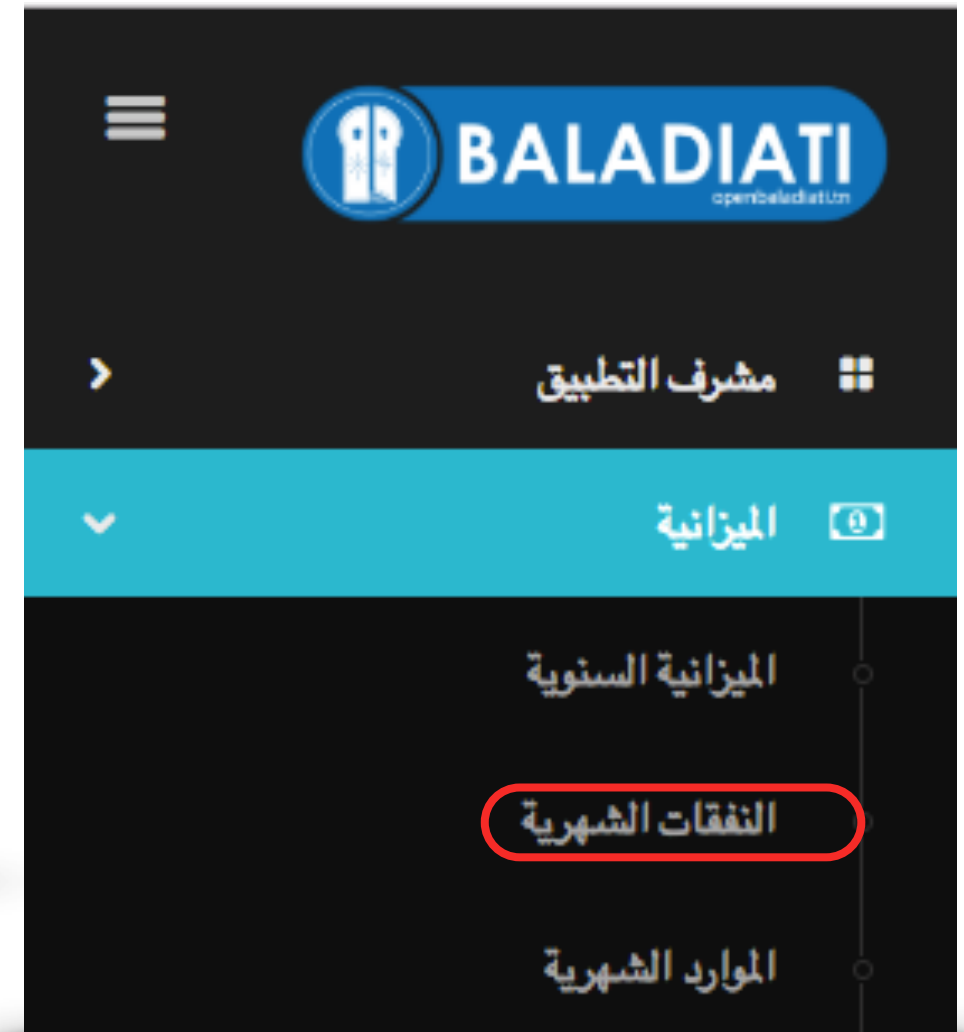 BALADIATI
openbaladiati.tn
مشرف التطبيق
الميزانية
الميزانية السنوية
النفقات الشهرية
الموارد الشهرية